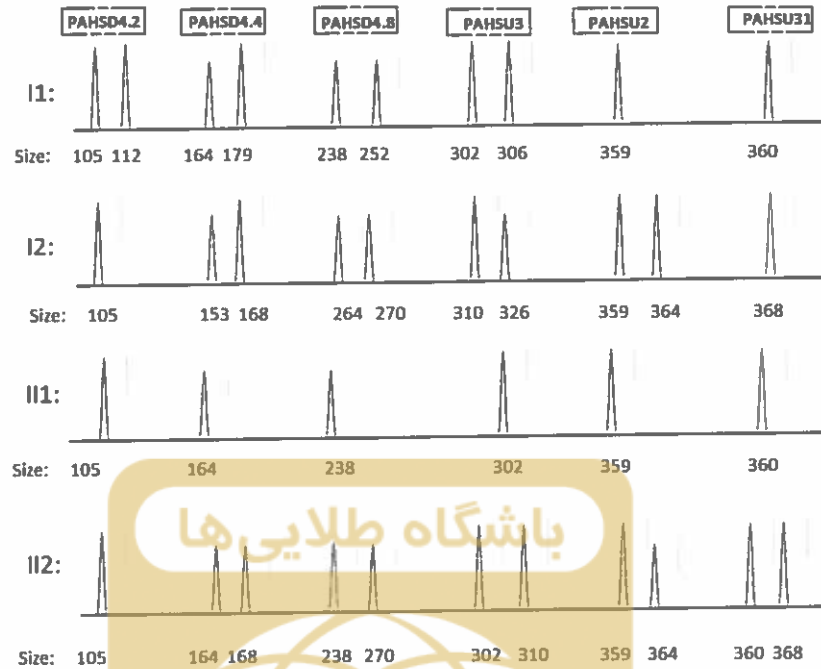 PAHSD4.2 PAHSD4.4 PAHSD4.8 PAHSU3 PAHSU2 PAHSU31
I1:
Size: 105 112 164 179 238 252 302 306 359 360
I2:
Size: 105 153 168 264 270 310 326 359 364 368
II1:
Size: 105 164 238 302 359 360
باشگاه طلایی‌ها
II2:
Size: 105 164 168 238 270 302 310 359 364 360 368